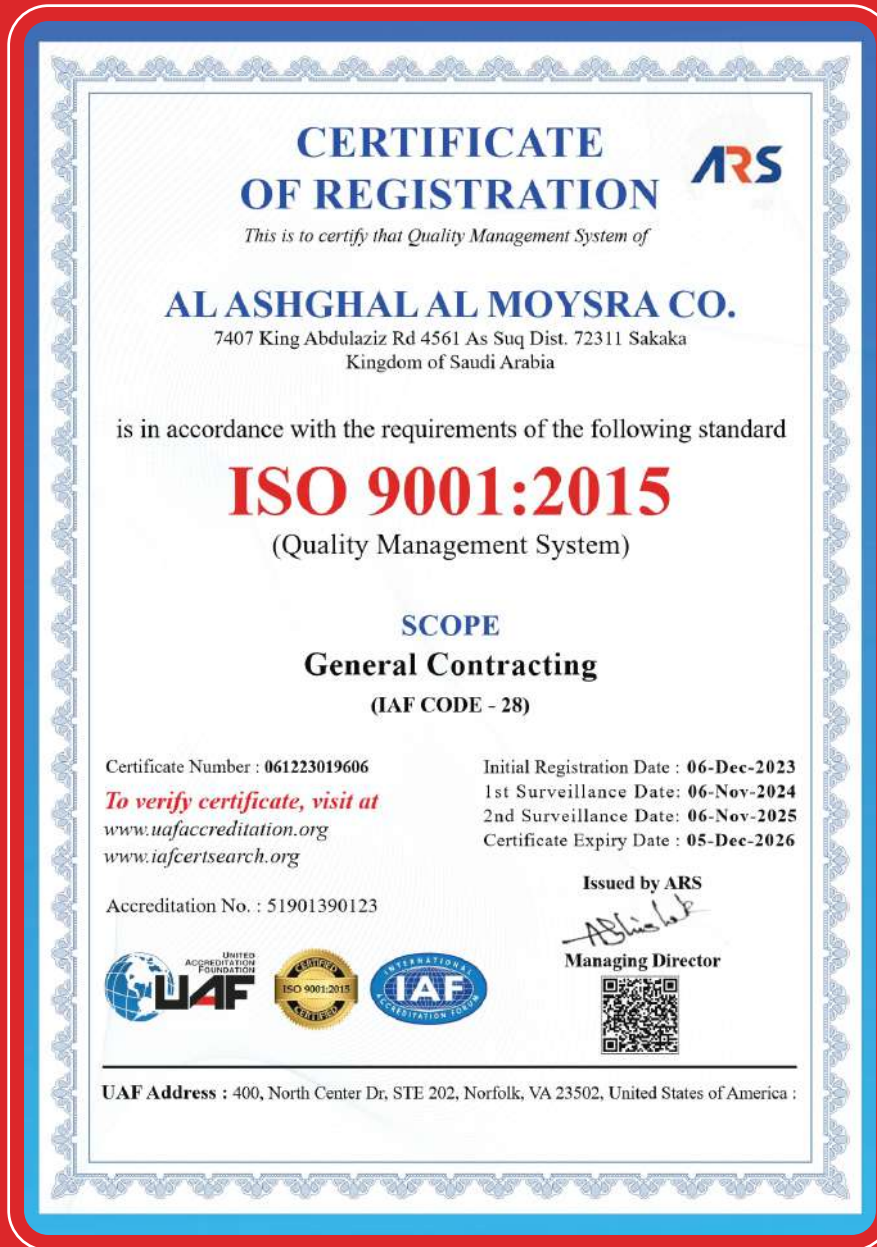 CERTIFICATE
OF REGISTRATION
ARS
This is to certify that Quality Management System of
AL ASHGHAL AL MOYSRA CO.
7407 King Abdulaziz Rd 4561 As Suq Dist. 72311 Sakaka
Kingdom of Saudi Arabia
is in accordance with the requirements of the following standard
ISO 9001:2015
(Quality Management System)
SCOPE
General Contracting
(IAF CODE - 28)
Certificate Number : 061223019606
To verify certificate, visit at
www.uafaccreditation.org
www.iafcertsearch.org
Accreditation No. : 51901390123
Initial Registration Date : 06-Dec-2023
1st Surveillance Date: 06-Nov-2024
2nd Surveillance Date: 06-Nov-2025
Certificate Expiry Date : 05-Dec-2026
Issued by ARS
Abhishek
Managing Director
UNITED
ACCREDITATION
FOUNDATION
UAF
CERTIFIED
ISO 9001:2015
CERTIFIED
INTERNATIONAL
IAF
ACCREDITATION FORUM
UAF Address : 400, North Center Dr, STE 202, Norfolk, VA 23502, United States of America :